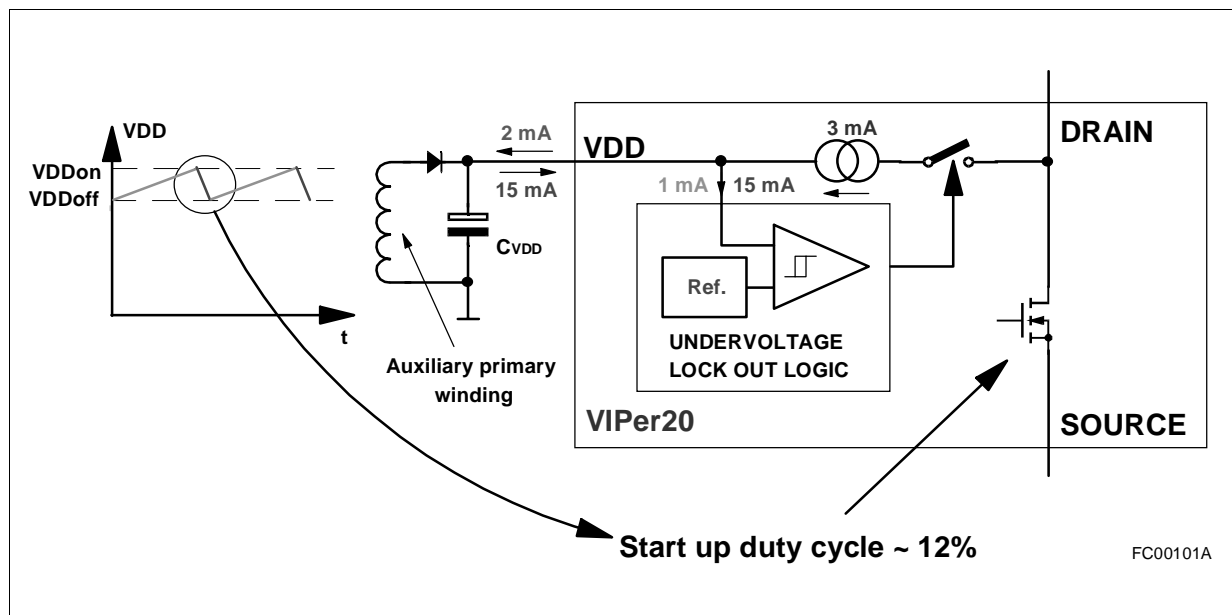 VDD
VDDon
VDDoff
t
2 mA
15 mA
CVDD
Auxiliary primary
winding
VDD
3 mA
1 mA
15 mA
Ref.
UNDERVOLTAGE
LOCK OUT LOGIC
VIPer20
DRAIN
SOURCE
Start up duty cycle ~ 12%
FC00101A